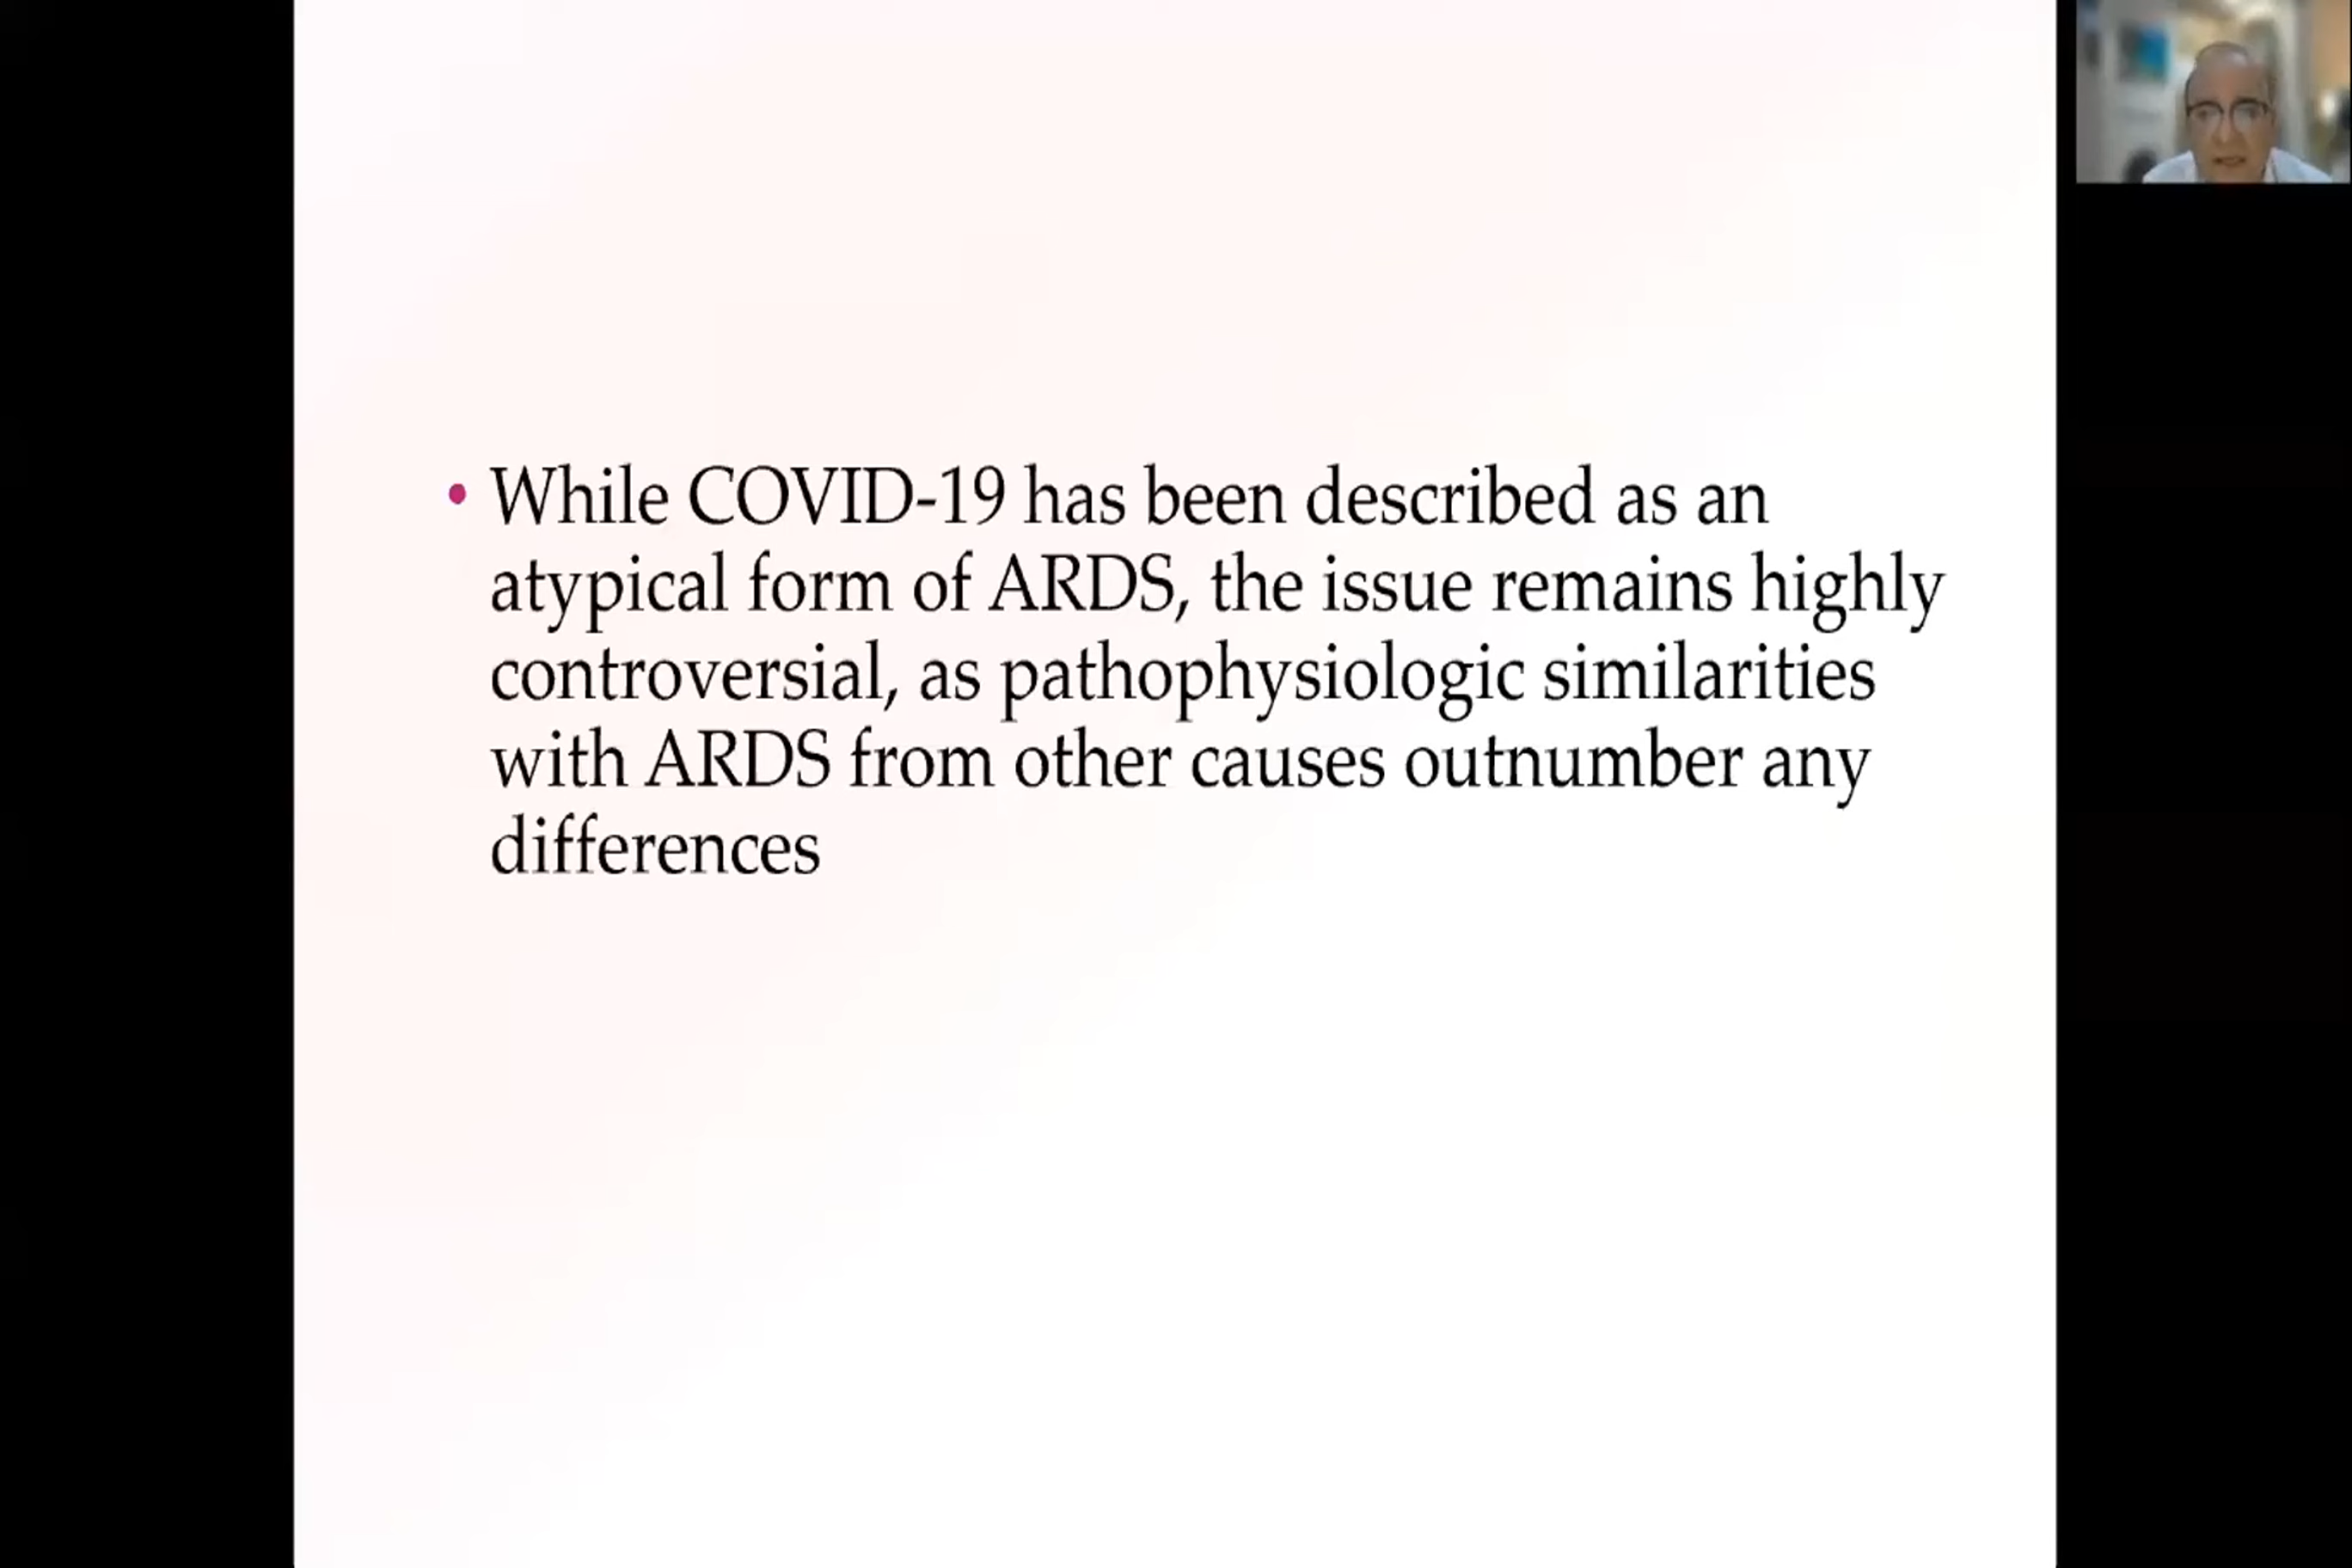 • While COVID-19 has been described as an
atypical form of ARDS, the issue remains highly
controversial, as pathophysiologic similarities
with ARDS from other causes outnumber any
differences